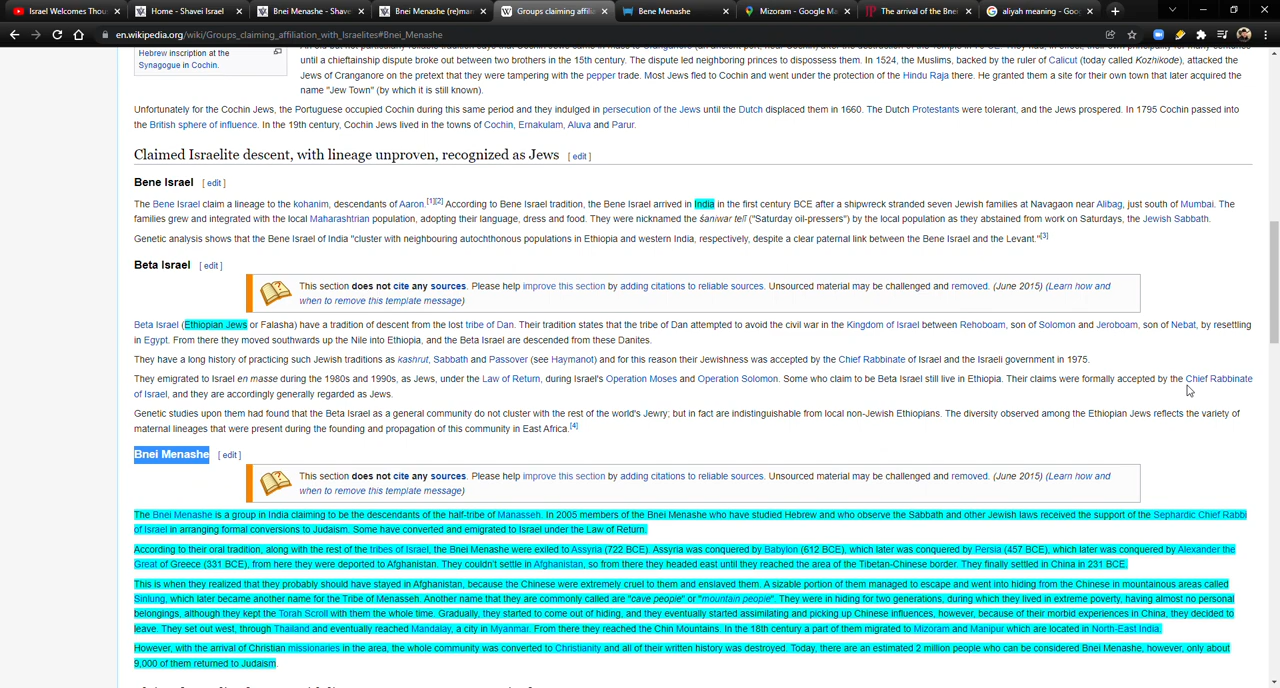 Israel Welcomes Thou
Home - Shavei Israel
Bnei Menashe - Shave
Bnei Menashe (re)mar
Groups claiming affilia
Bene Menashe
Mizoram - Google Ma
The arrival of the Bnei
aliyah meaning - Goo
en.wikipedia.org/wiki/Groups_claiming_affiliation_with_Israelites#Bnei_Menashe
Hebrew inscription at the
Synagogue in Cochin.
until a chieftainship dispute broke out between two brothers in the 15th century. The dispute led neighboring princes to dispossess them. In 1524, the Muslims, backed by the ruler of Calicut (today called Kozhikode), attacked the
Jews of Cranganore on the pretext that they were tampering with the pepper trade. Most Jews fled to Cochin and went under the protection of the Hindu Raja there. He granted them a site for their own town that later acquired the
name "Jew Town" (by which it is still known).
Unfortunately for the Cochin Jews, the Portuguese occupied Cochin during this same period and they indulged in persecution of the Jews until the Dutch displaced them in 1660. The Dutch Protestants were tolerant, and the Jews prospered. In 1795 Cochin passed into
the British sphere of influence. In the 19th century, Cochin Jews lived in the towns of Cochin, Ernakulam, Aluva and Parur.
Claimed Israelite descent, with lineage unproven, recognized as Jews [ edit ]
Bene Israel [ edit ]
The Bene Israel claim a lineage to the kohanim, descendants of Aaron.[1][2] According to Bene Israel tradition, the Bene Israel arrived in India in the first century BCE after a shipwreck stranded seven Jewish families at Navagaon near Alibag, just south of Mumbai. The
families grew and integrated with the local Maharashtrian population, adopting their language, dress and food. They were nicknamed the śanivār telī ("Saturday oil-pressers") by the local population as they abstained from work on Saturdays, the Jewish Sabbath.
Genetic analysis shows that the Bene Israel of India "cluster with neighbouring autochthonous populations in Ethiopia and western India, respectively, despite a clear paternal link between the Bene Israel and the Levant."[3]
Beta Israel [ edit ]
This section does not cite any sources. Please help improve this section by adding citations to reliable sources. Unsourced material may be challenged and removed. (June 2015) (Learn how and
when to remove this template message)
Beta Israel (Ethiopian Jews or Falasha) have a tradition of descent from the lost tribe of Dan. Their tradition states that the tribe of Dan attempted to avoid the civil war in the Kingdom of Israel between Rehoboam, son of Solomon and Jeroboam, son of Nebat, by resettling
in Egypt. From there they moved southwards up the Nile into Ethiopia, and the Beta Israel are descended from these Danites.
They have a long history of practicing such Jewish traditions as kashrut, Sabbath and Passover (see Haymanot) and for this reason their Jewishness was accepted by the Chief Rabbinate of Israel and the Israeli government in 1975.
They emigrated to Israel en masse during the 1980s and 1990s, as Jews, under the Law of Return, during Israel's Operation Moses and Operation Solomon. Some who claim to be Beta Israel still live in Ethiopia. Their claims were formally accepted by the Chief Rabbinate
of Israel, and they are accordingly generally regarded as Jews.
Genetic studies upon them had found that the Beta Israel as a general community do not cluster with the rest of the world's Jewry; but in fact are indistinguishable from local non-Jewish Ethiopians. The diversity observed among the Ethiopian Jews reflects the variety of
maternal lineages that were present during the founding and propagation of this community in East Africa.[4]
Bnei Menashe [ edit ]
This section does not cite any sources. Please help improve this section by adding citations to reliable sources. Unsourced material may be challenged and removed. (June 2015) (Learn how and
when to remove this template message)
The Bnei Menashe is a group in India claiming to be the descendants of the half-tribe of Manasseh. In 2005 members of the Bnei Menashe who have studied Hebrew and who observe the Sabbath and other Jewish laws received the support of the Sephardic Chief Rabbi
of Israel in arranging formal conversions to Judaism. Some have converted and emigrated to Israel under the Law of Return.
According to their oral tradition, along with the rest of the tribes of Israel, the Bnei Menashe were exiled to Assyria (722 BCE). Assyria was conquered by Babylon (612 BCE), which later was conquered by Persia (457 BCE), which later was conquered by Alexander the
Great of Greece (331 BCE), from here they were deported to Afghanistan. They couldn't settle in Afghanistan, so from there they headed east until they reached the area of the Tibetan-Chinese border. They finally settled in China in 231 BCE.
This is when they realized that they probably should have stayed in Afghanistan, because the Chinese were extremely cruel to them and enslaved them. A sizable portion of them managed to escape and went into hiding from the Chinese in mountainous areas called
Sinlung, which later became another name for the Tribe of Menasseh. Another name that they are commonly called are "cave people" or "mountain people". They were in hiding for two generations, during which they lived in extreme poverty, having almost no personal
belongings, although they kept the Torah Scroll with them the whole time. Gradually, they started to come out of hiding, and they eventually started assimilating and picking up Chinese influences, however, because of their morbid experiences in China, they decided to
leave. They set out west, through Thailand and eventually reached Mandalay, a city in Myanmar. From there they reached the Chin Mountains. In the 18th century a part of them migrated to Mizoram and Manipur which are located in North-East India.
However, with the arrival of Christian missionaries in the area, the whole community was converted to Christianity and all of their written history was destroyed. Today, there are an estimated 2 million people who can be considered Bnei Menashe, however, only about
9,000 of them returned to Judaism.